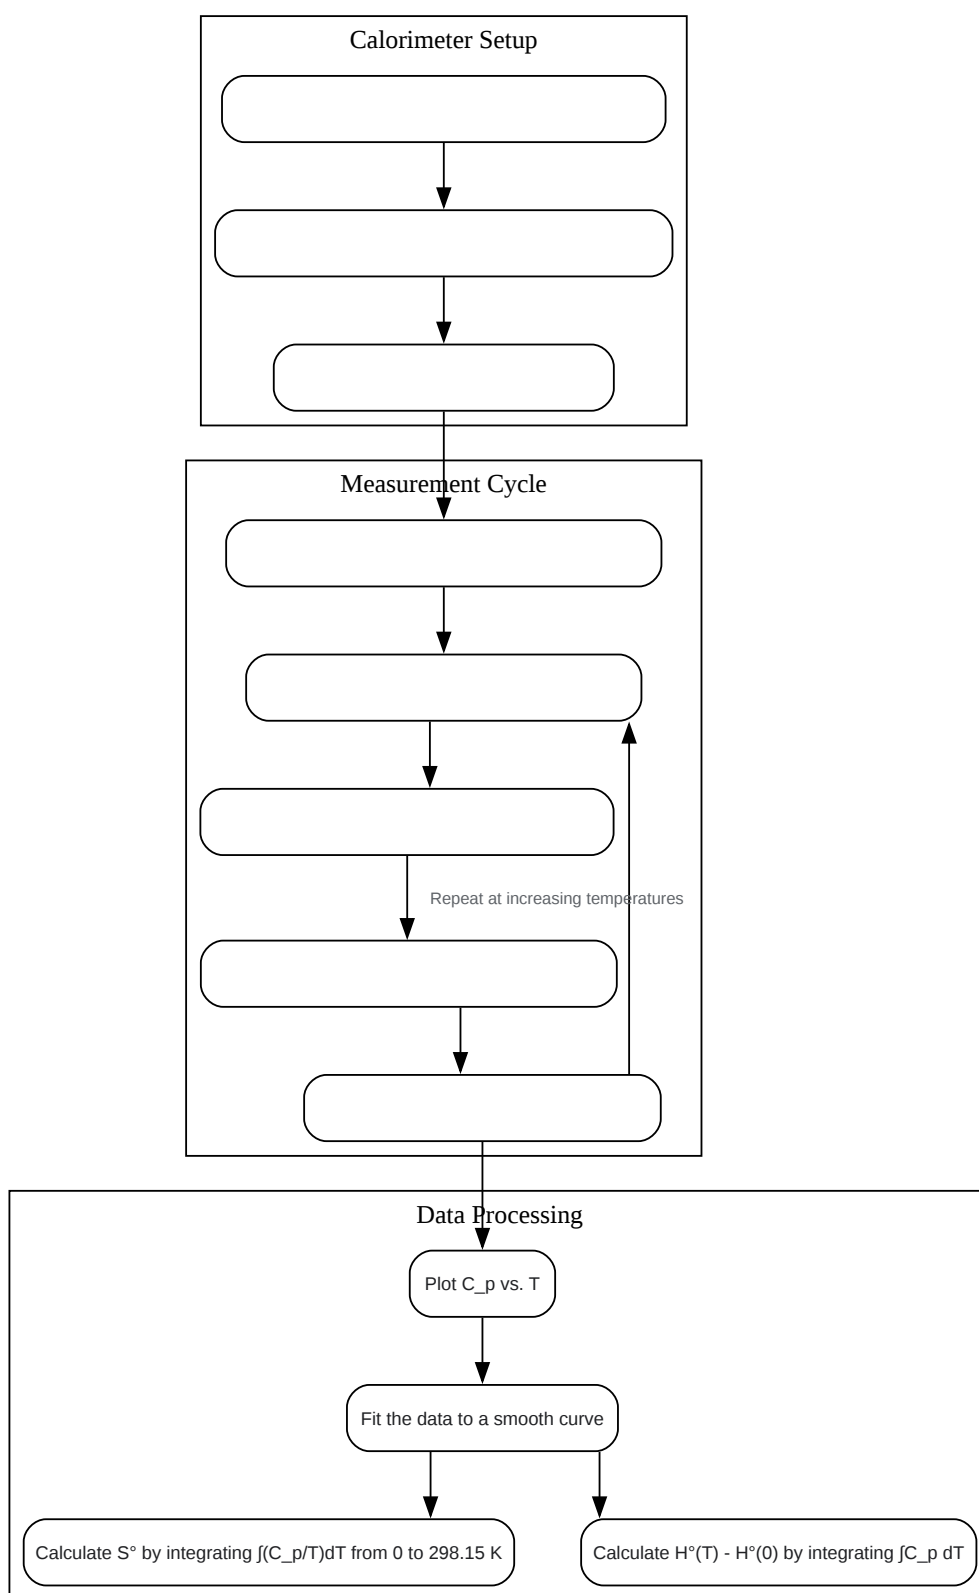 Calorimeter Setup
Measurement Cycle
Repeat at increasing temperatures
Data Processing
Plot C_p vs. T
Fit the data to a smooth curve
Calculate S° by integrating ∫(C_p/T)dT from 0 to 298.15 K
Calculate H°(T) - H°(0) by integrating ∫C_p dT